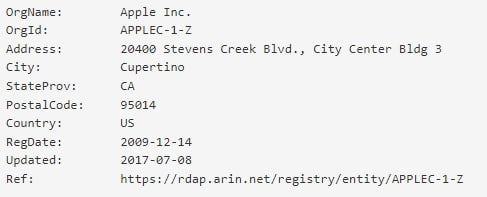 OrgName: Apple Inc.
OrgId: APPLEC-1-Z
Address: 20400 Stevens Creek Blvd., City Center Bldg 3
City: Cupertino
StateProv: CA
PostalCode: 95014
Country: US
RegDate: 2009-12-14
Updated: 2017-07-08
Ref: https://rdap.arin.net/registry/entity/APPLEC-1-Z